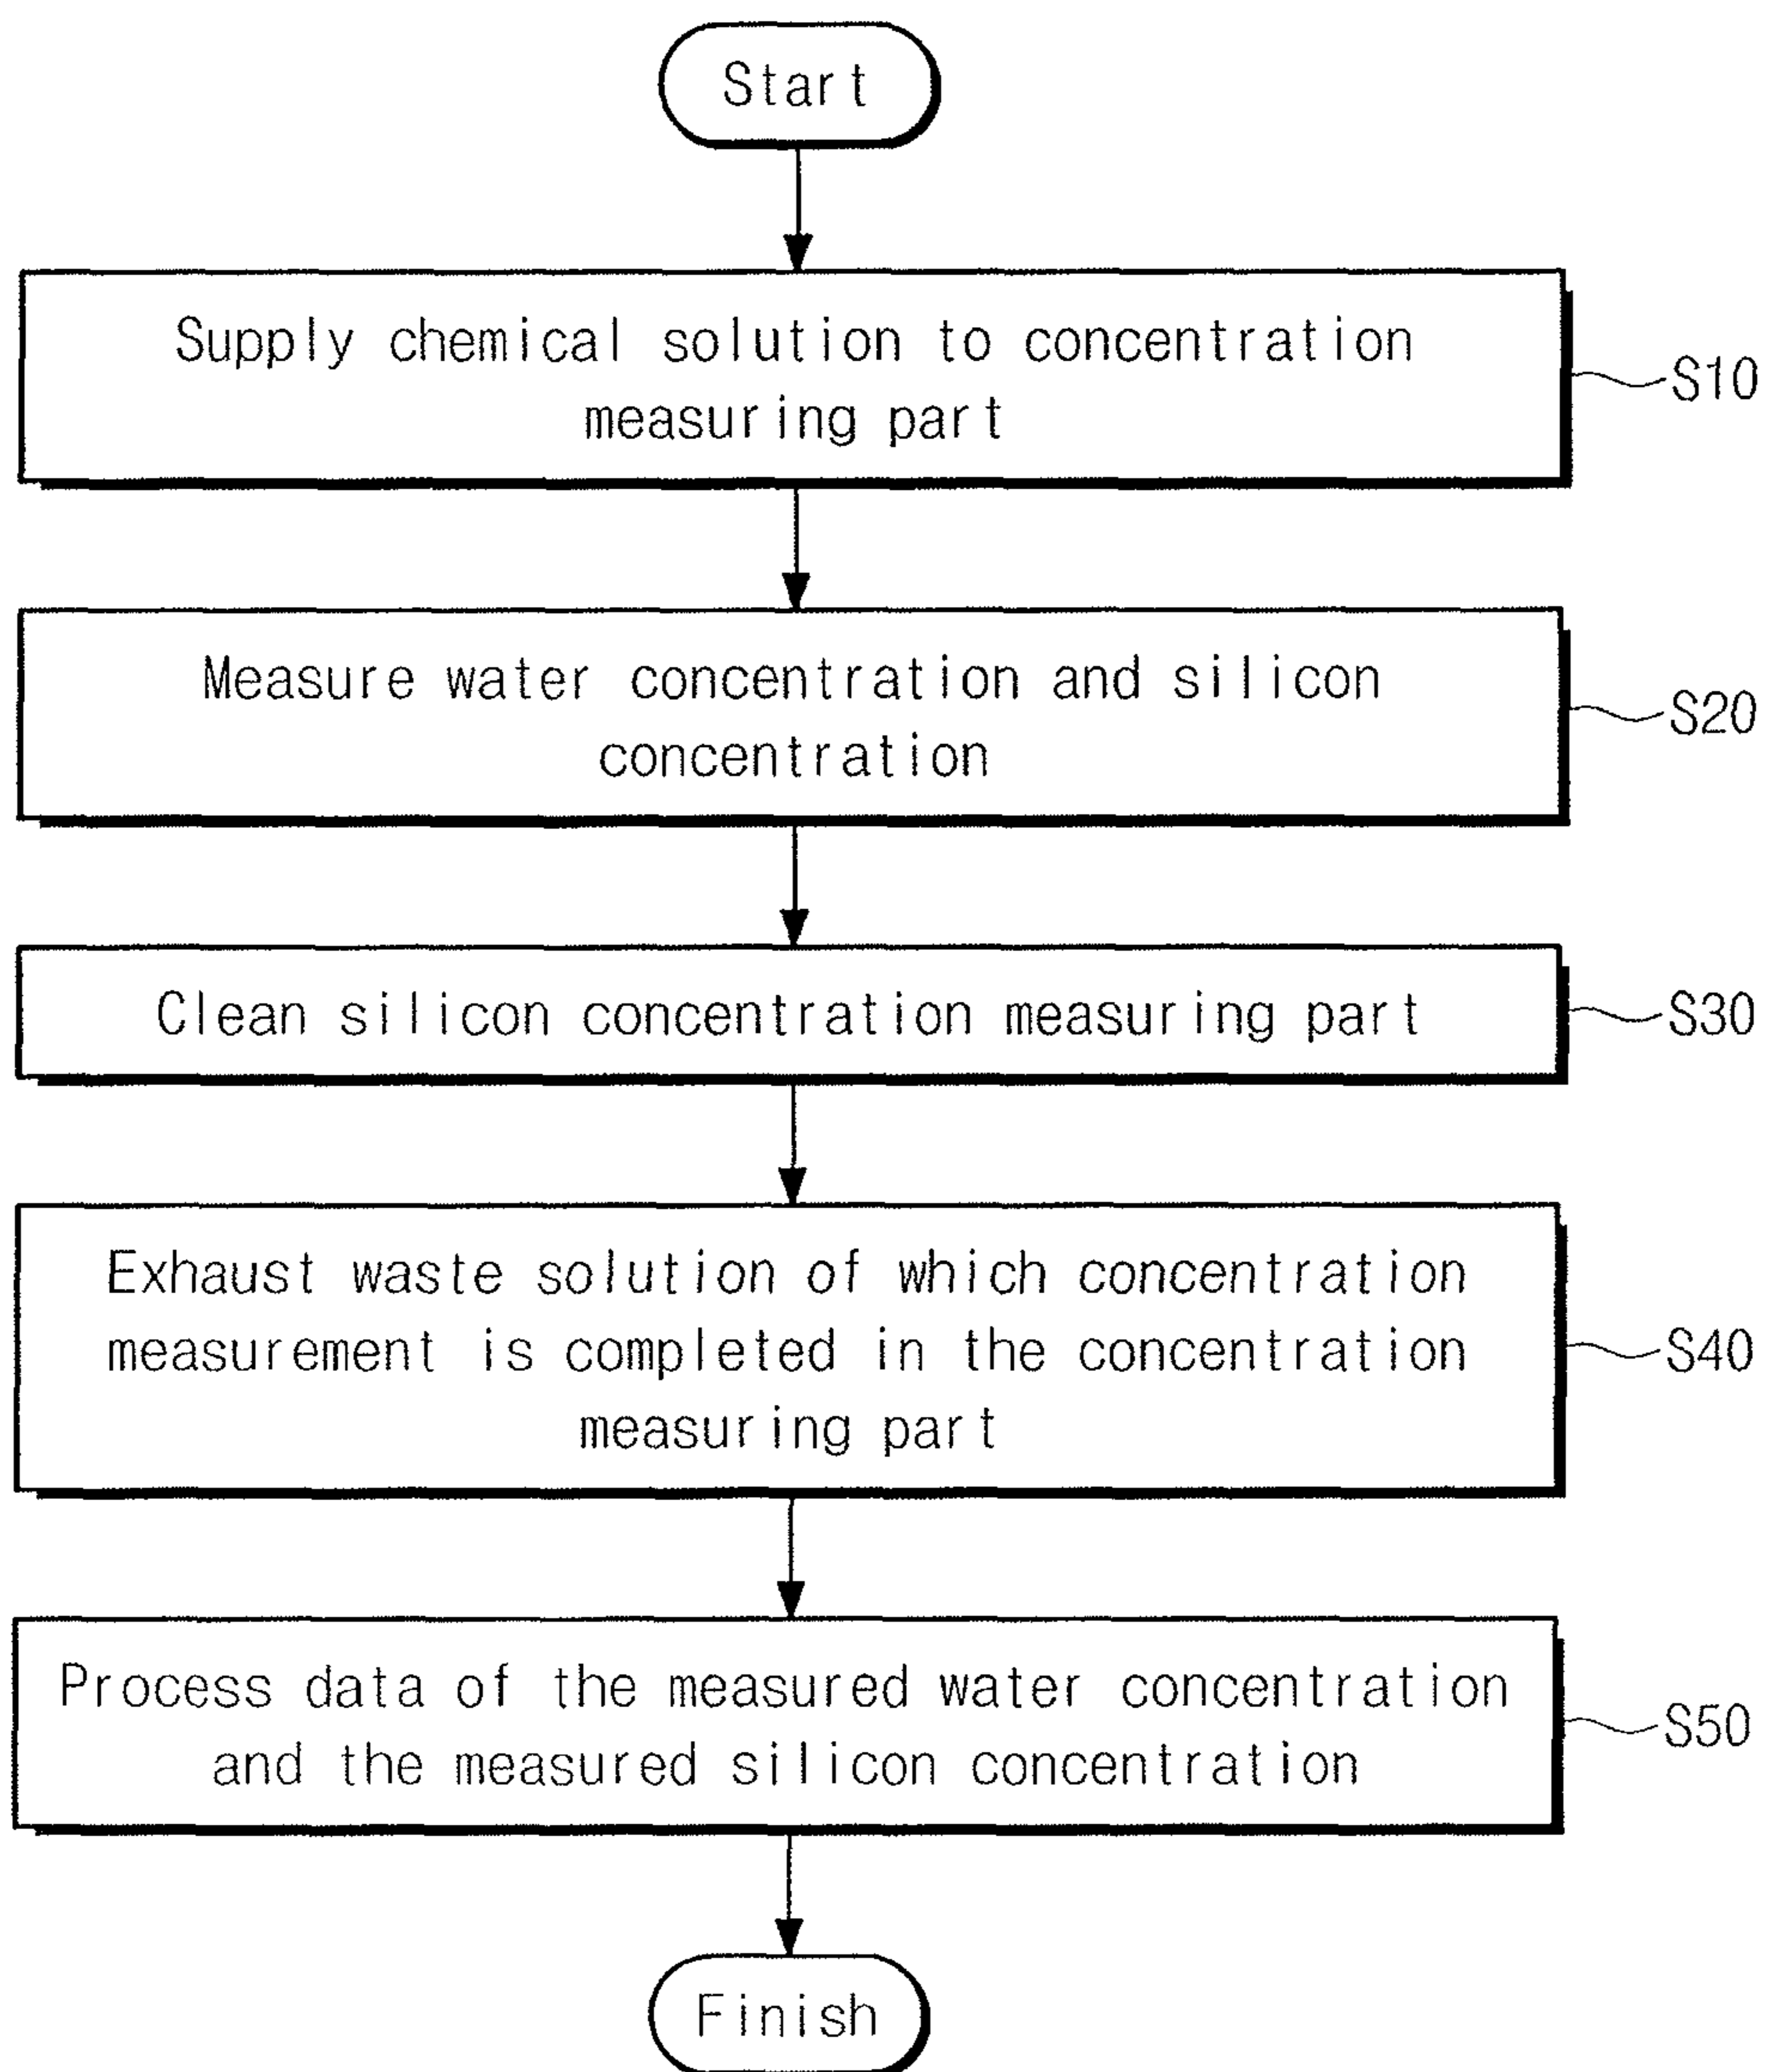 Start
Supply chemical solution to concentration
measuring part
S10
Measure water concentration and silicon
concentration
S20
Clean silicon concentration measuring part
S30
Exhaust waste solution of which concentration
measurement is completed in the concentration
measuring part
S40
Process data of the measured water concentration
and the measured silicon concentration
S50
Finish